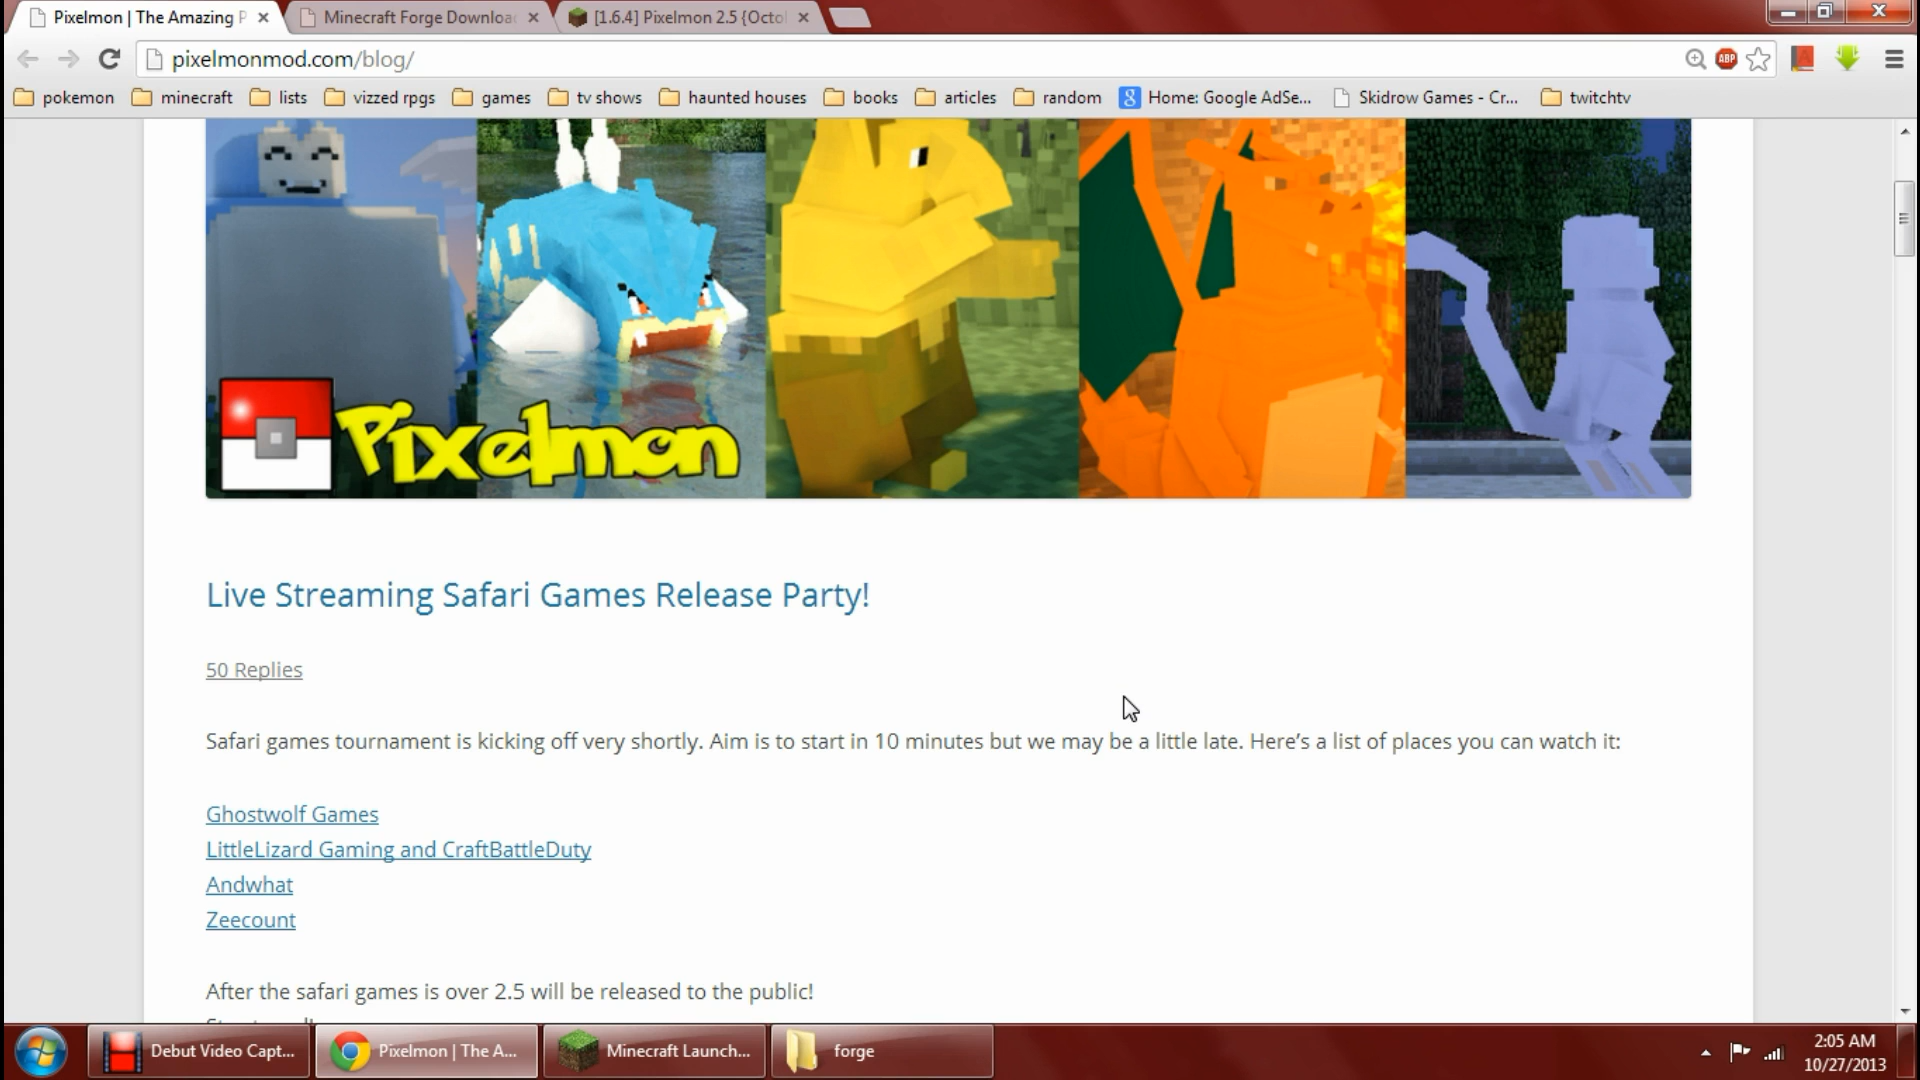 Pixelmon | The Amazing P
Minecraft Forge Downloa
[1.6.4] Pixelmon 2.5 {Octo
pixelmonmod.com/blog/
ABP
pokemon minecraft lists vizzed rpgs games tv shows haunted houses books articles random Home: Google AdSe... Skidrow Games - Cr... twitchtv
Pixelmon
Live Streaming Safari Games Release Party!
50 Replies
Safari games tournament is kicking off very shortly. Aim is to start in 10 minutes but we may be a little late. Here's a list of places you can watch it:
Ghostwolf Games
LittleLizard Gaming and CraftBattleDuty
Andwhat
Zeecount
After the safari games is over 2.5 will be released to the public!
Debut Video Capt... Pixelmon | The A... Minecraft Launch... forge
2:05 AM
10/27/2013